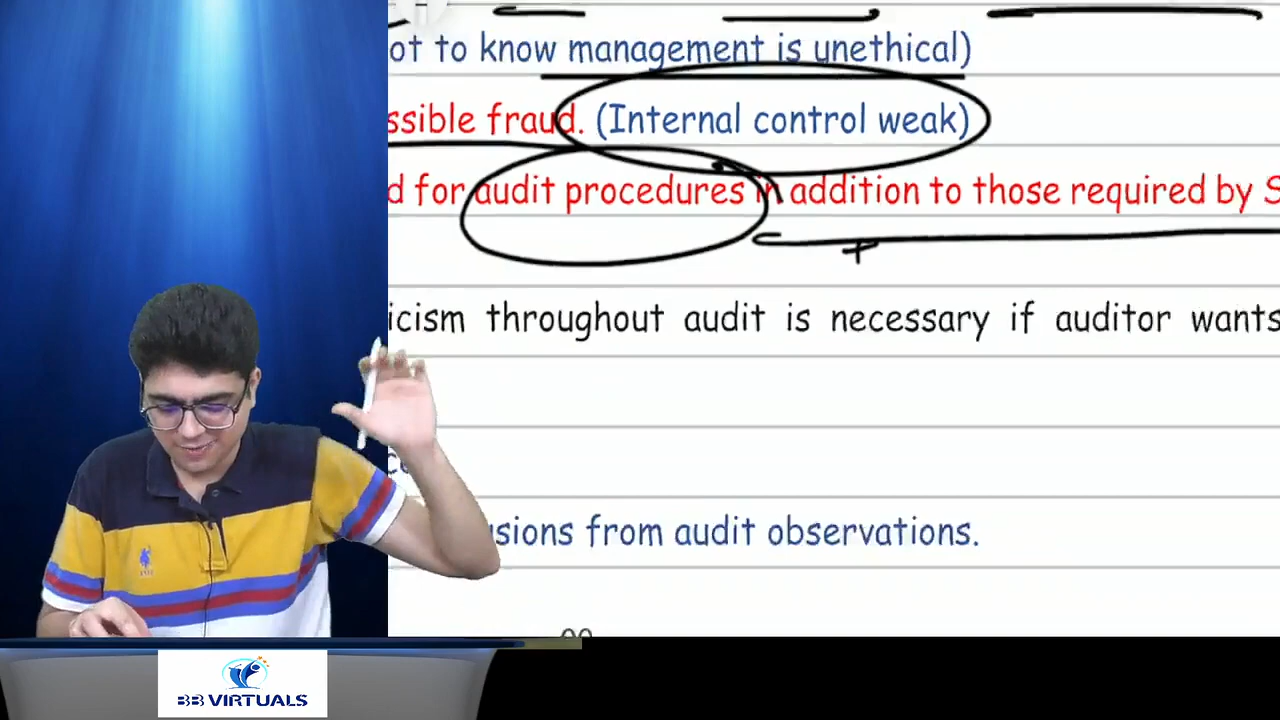 ot to know management is unethical)
ssible fraud. (Internal control weak)
d for audit procedures in addition to those required by S
icism throughout audit is necessary if auditor wants
usions from audit observations.
BB VIRTUALS